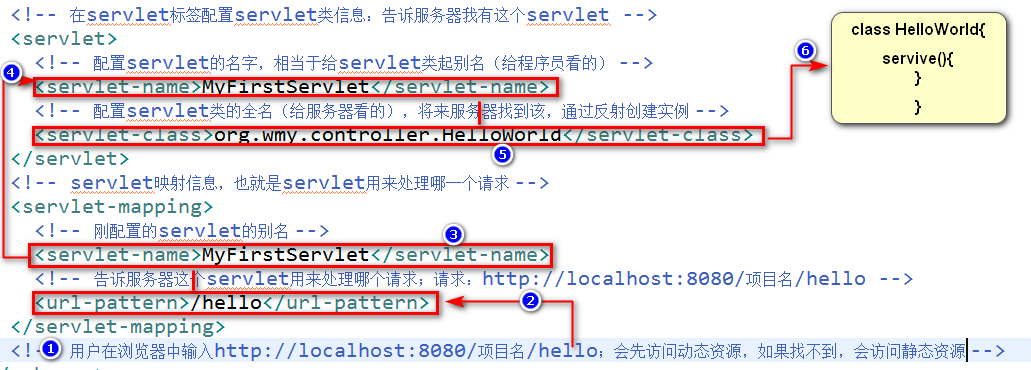 <!-- 在servlet标签配置servlet类信息：告诉服务器我有这个servlet -->
<servlet>
<!-- 配置servlet的名字，相当于给servlet类起别名（给程序员看的） -->
4 <servlet-name>MyFirstServlet</servlet-name>
<!-- 配置servlet类的全名（给服务器看的），将来服务器找到该，通过反射创建实例 -->
<servlet-class>org.wmy.controller.HelloWorld</servlet-class>
5
</servlet>
<!-- servlet映射信息，也就是servlet用来处理哪一个请求 -->
<servlet-mapping>
<!-- 刚配置的servlet的别名 -->
3
<servlet-name>MyFirstServlet</servlet-name>
<!-- 告诉服务器这个servlet用来处理哪个请求；请求：http://localhost:8080/项目名/hello -->
<url-pattern>/hello</url-pattern> 2
</servlet-mapping>
1 用户在浏览器中输入http://localhost:8080/项目名/hello；会先访问动态资源，如果找不到，会访问静态资源-->
6
class HelloWorld{
servive(){
}
}